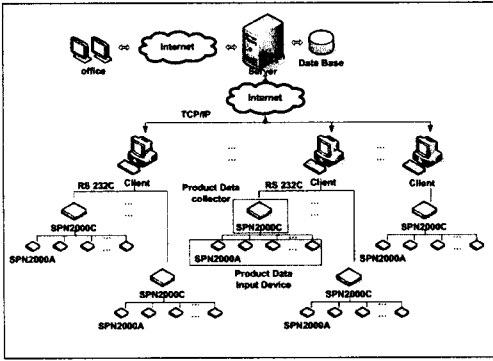 Internet
office
Server
Data Base
Internet
TCP/IP
RS 232C
Client
Product Data
collector
RS 232C
Client
Client
SPN2000C
SPN2000C
SPN2000C
SPN2000A
SPN2000A
SPN2000A
Product Data
Input Device
SPN2000C
SPN2000C
SPN2000A
SPN2000A